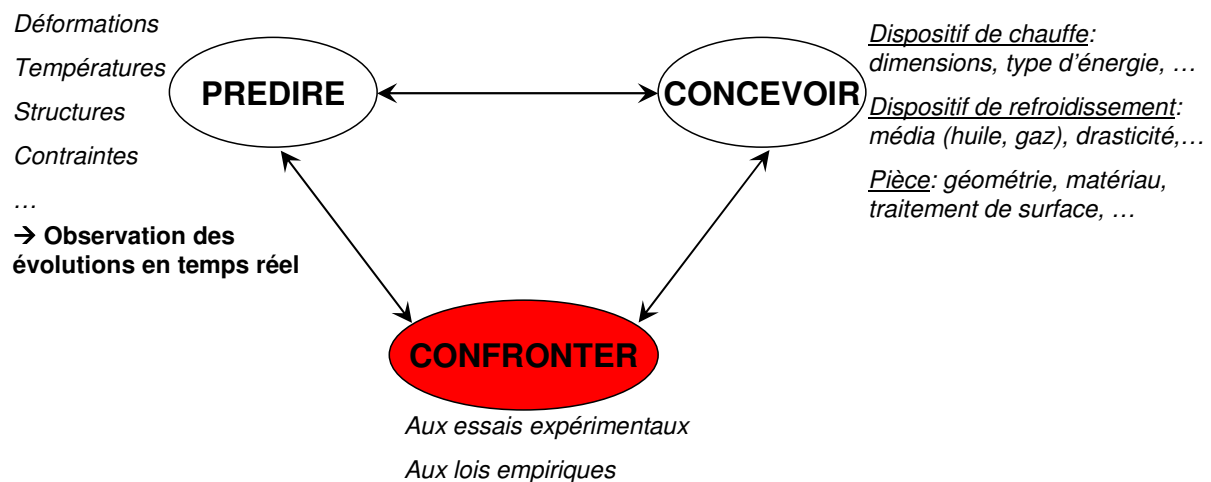 Déformations
Températures
Structures
Contraintes
…
→ Observation des
évolutions en temps réel
PREDIRE
CONCEVOIR
Dispositif de chauffe:
dimensions, type d’énergie, …
Dispositif de refroidissement:
média (huile, gaz), drasticité,…
Pièce: géométrie, matériau,
traitement de surface, …
CONFRONTER
Aux essais expérimentaux
Aux lois empiriques